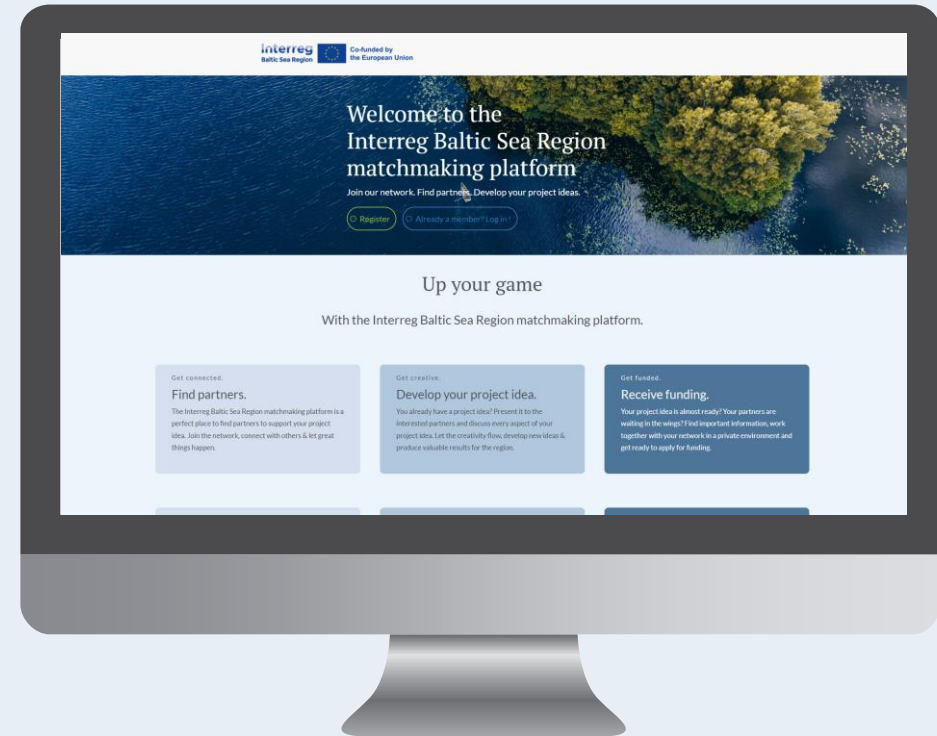 Interreg
Baltic Sea Region
Co-funded by
the European Union
Welcome to the
Interreg Baltic Sea Region
matchmaking platform
Join our network. Find partners. Develop your project ideas.
Register
Already a member? Log in !
Up your game
With the Interreg Baltic Sea Region matchmaking platform.
Get connected.
Find partners.
The Interreg Baltic Sea Region matchmaking platform is a
perfect place to find partners to support your project
idea. Join the network, connect with others & let great
things happen.
Get creative.
Develop your project idea.
You already have a project idea? Present it to the
interested partners and discuss every aspect of your
project idea. Let the creativity flow, develop new ideas &
produce valuable results for the region.
Get funded.
Receive funding.
Your project idea is almost ready? Your partners are
waiting in the wings? Find important information, work
together with your network in a private environment and
get ready to apply for funding.